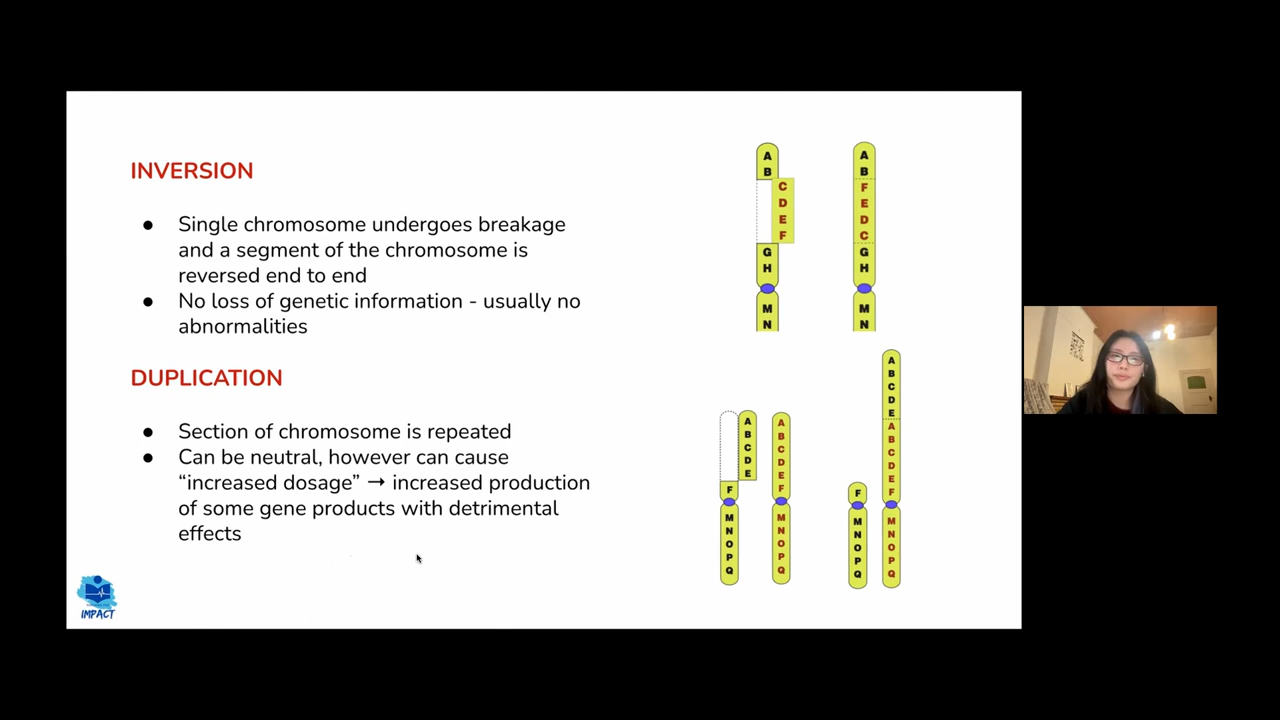 INVERSION
● Single chromosome undergoes breakage
and a segment of the chromosome is
reversed end to end
● No loss of genetic information - usually no
abnormalities
DUPLICATION
● Section of chromosome is repeated
● Can be neutral, however can cause
“increased dosage” → increased production
of some gene products with detrimental
effects
A
B
C
D
E
F
G
H
M
N
A
B
F
E
D
C
G
H
M
N
A
B
C
D
E
F
M
N
O
P
Q
A
B
C
D
E
F
M
N
O
P
Q
F
M
N
O
P
Q
A
B
C
D
E
A
B
C
D
E
F
M
N
O
P
Q
IMPACT